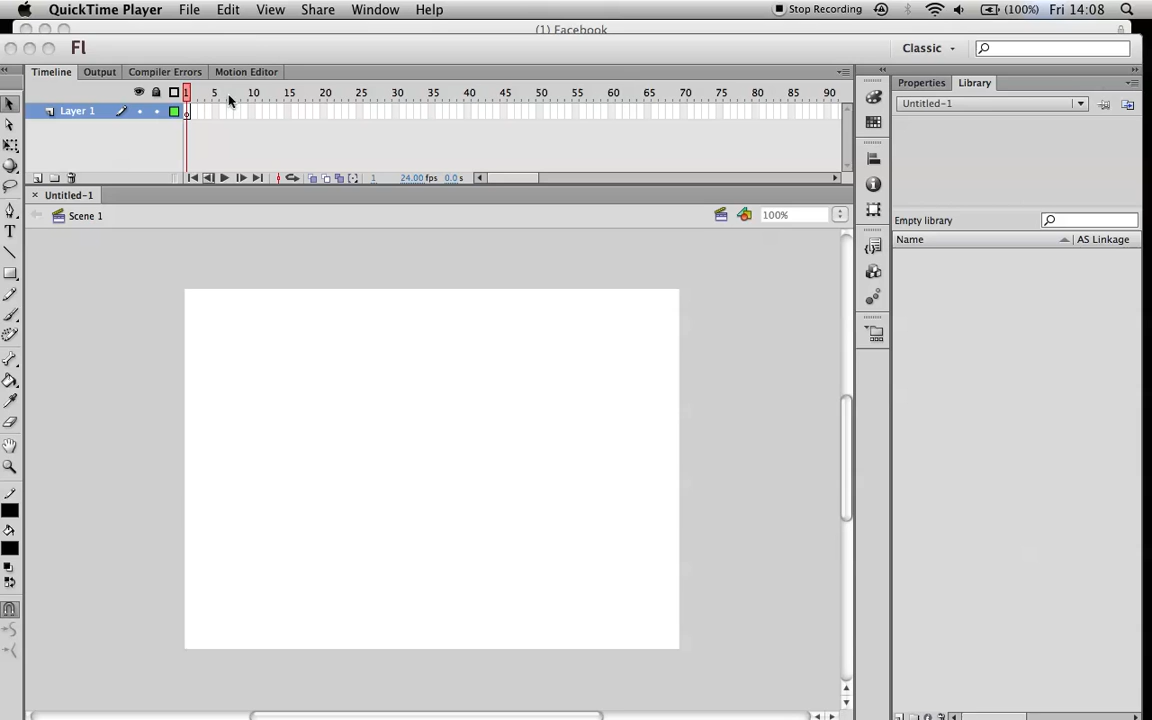 QuickTime Player File Edit View Share Window Help Stop Recording (100%) Fri 14:08
(1) Facebook
Fl Classic
Timeline Output Compiler Errors Motion Editor
Properties Library
1 5 10 15 20 25 30 35 40 45 50 55 60 65 70 75 80 85 90
Untitled-1
Layer 1
1 24.00 fps 0.0 s
Untitled-1
Scene 1 100%
Empty library
Name AS Linkage